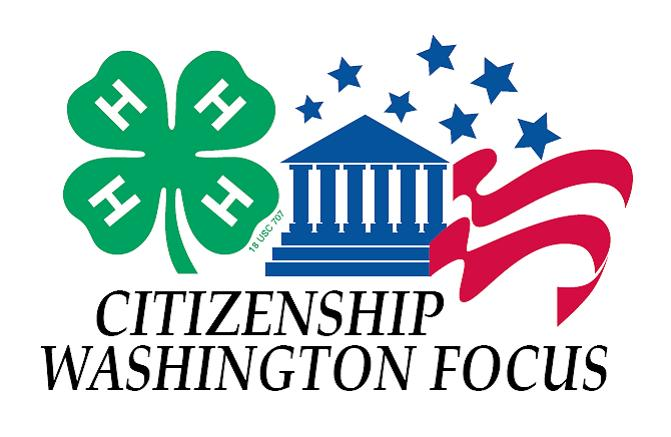 H H
H H
18 USC 707
CITIZENSHIP
WASHINGTON FOCUS